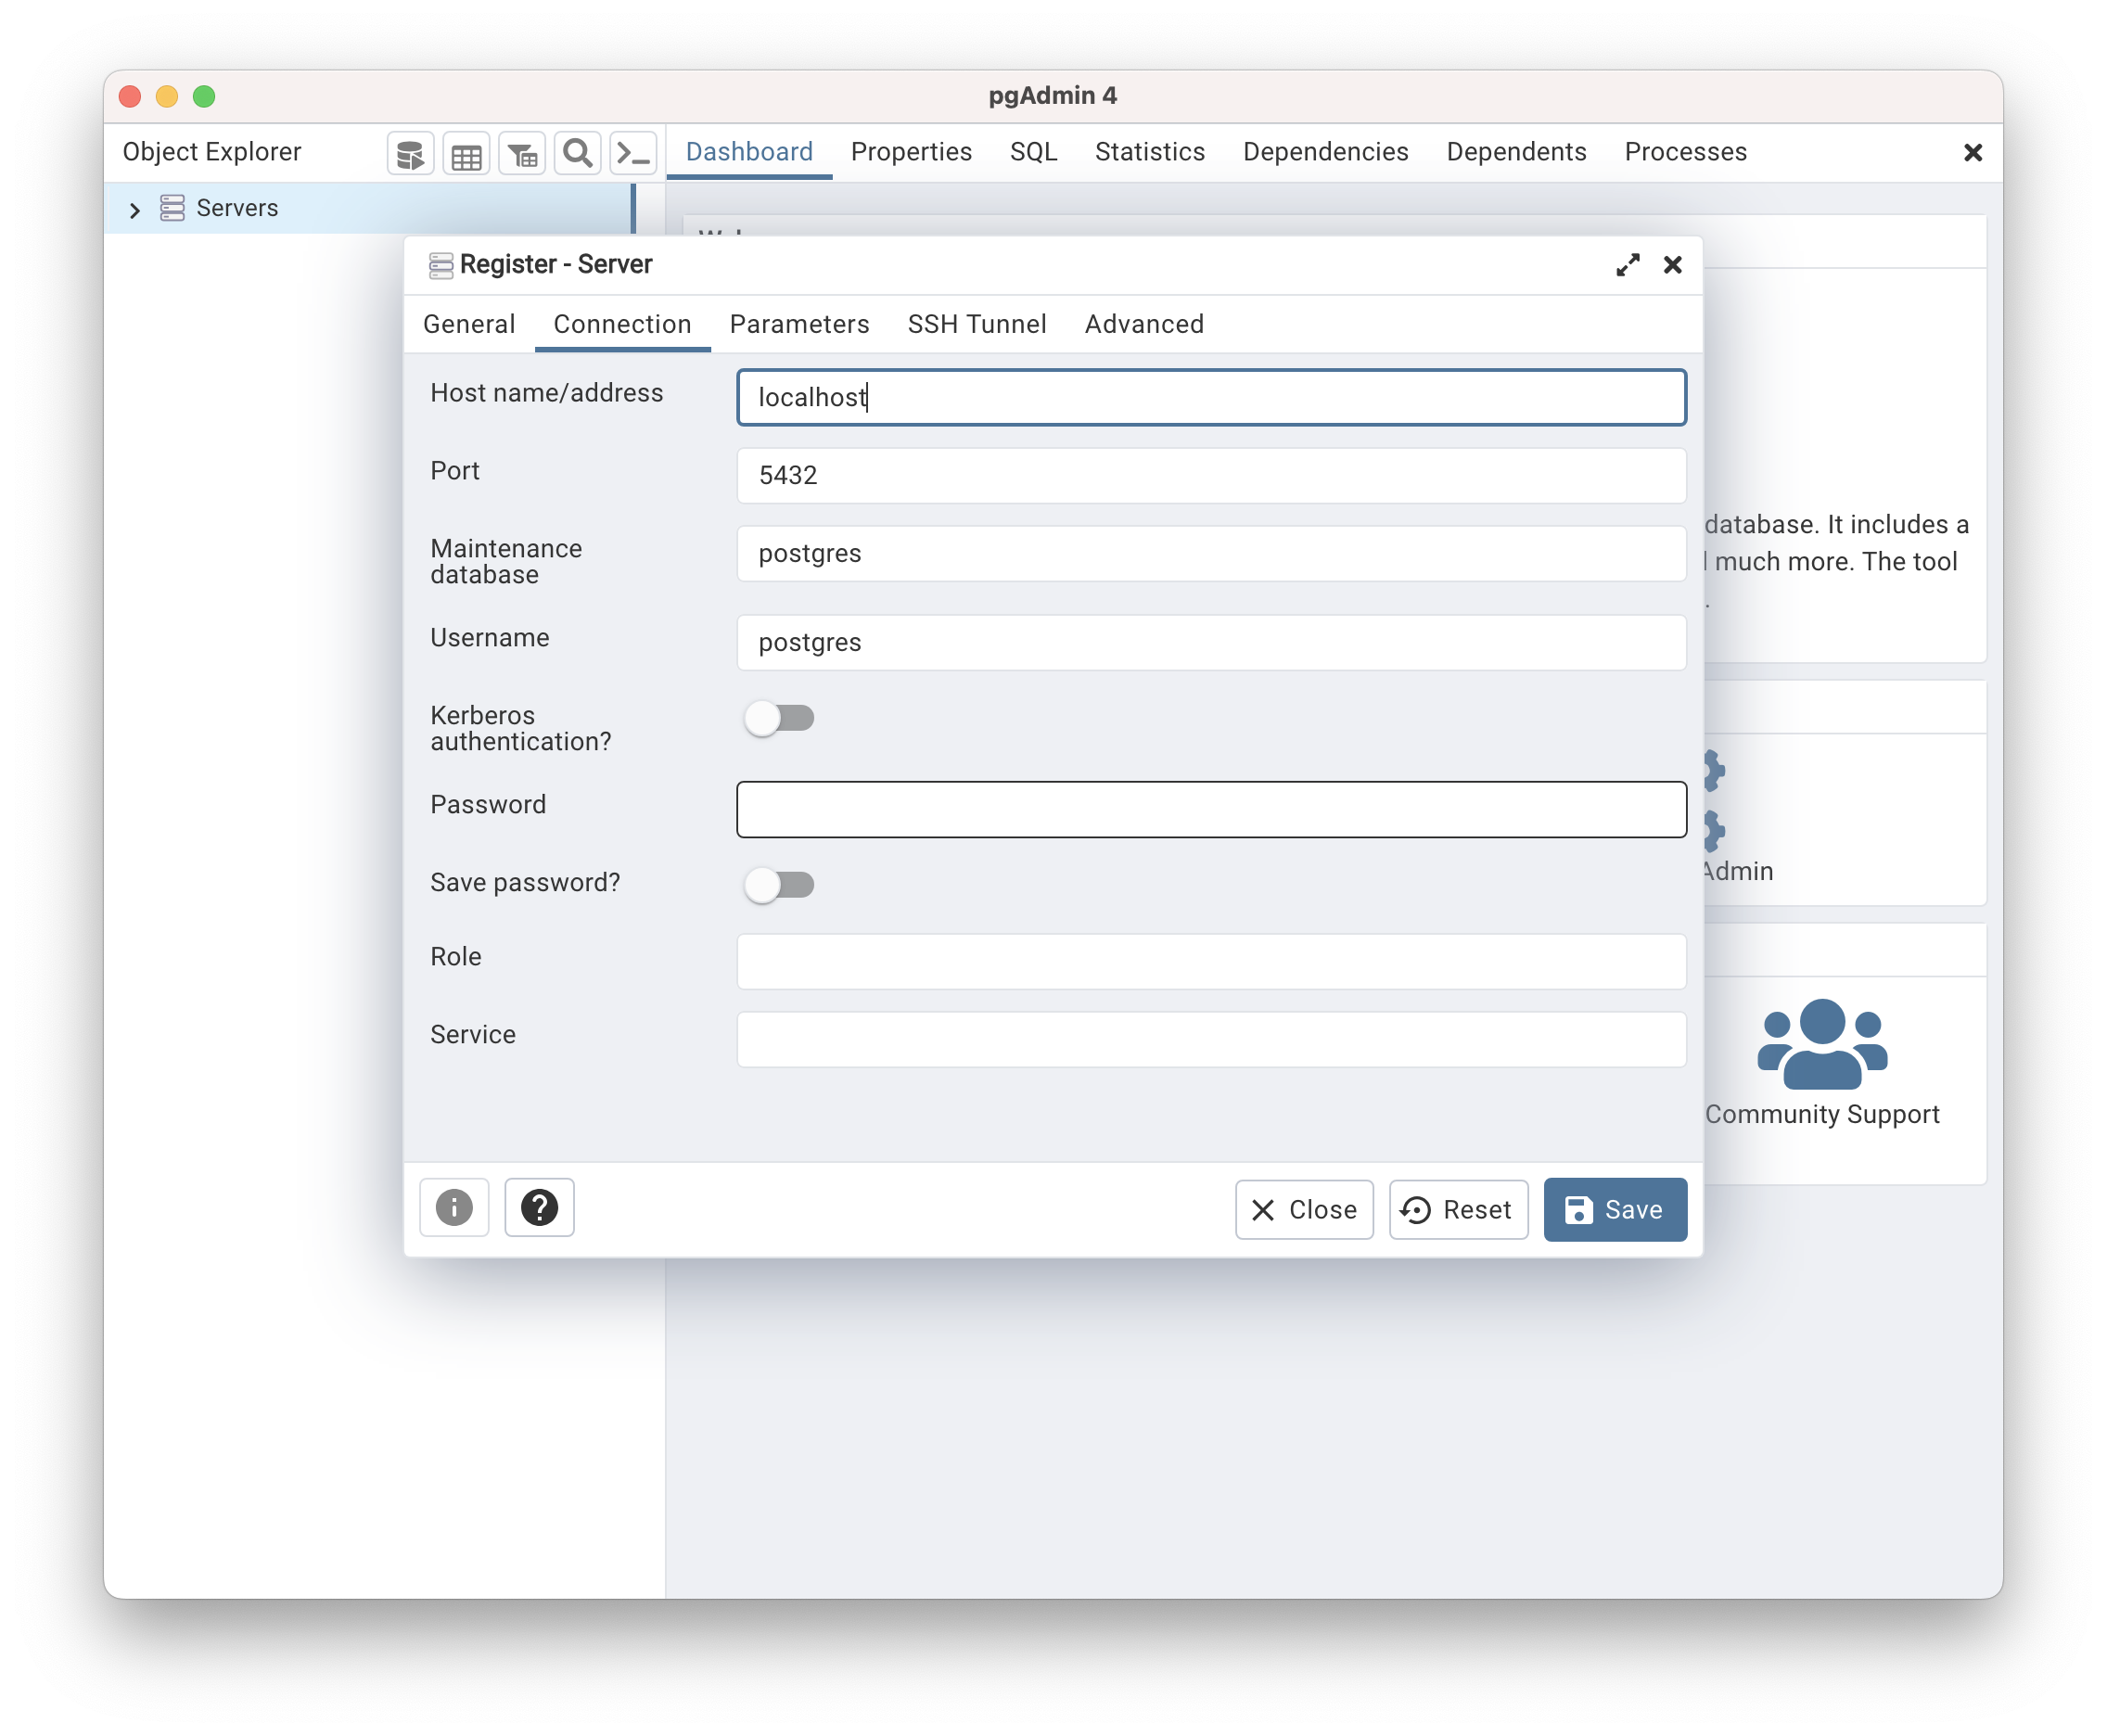 pgAdmin 4
Object Explorer
Dashboard Properties SQL Statistics Dependencies Dependents Processes
Servers
Register - Server
General Connection Parameters SSH Tunnel Advanced
Host name/address
localhost
Port
5432
Maintenance
database
postgres
Username
postgres
Kerberos
authentication?
Password
Save password?
Role
Service
Close Reset Save
database. It includes a
much more. The tool
.
Admin
Community Support